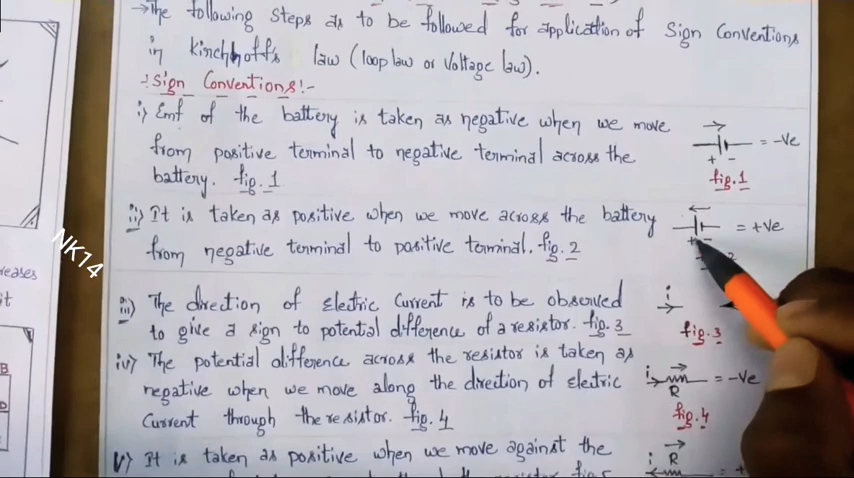 →The following steps as to be followed for application of Sign Conventions
in Kirchhoff's law (loop law or Voltage law).
:Sign Conventions:-
i) Emf of the battery is taken as negative when we move
from positive terminal to negative terminal across the
battery. fig.1
+ - = -Ve
fig.1
ii) It is taken as positive when we move across the battery
from negative terminal to positive terminal. fig.2
= +Ve
iii) The direction of electric Current is to be observed
to give a sign to potential difference of a resistor. fig.3
i
fig.3
iv) The potential difference across the resistor is taken as
negative when we move along the direction of electric
Current through the resistor. fig.4
i R = -Ve
fig.4
v) It is taken as positive when we move against the
i R
NK14
reases
it
B